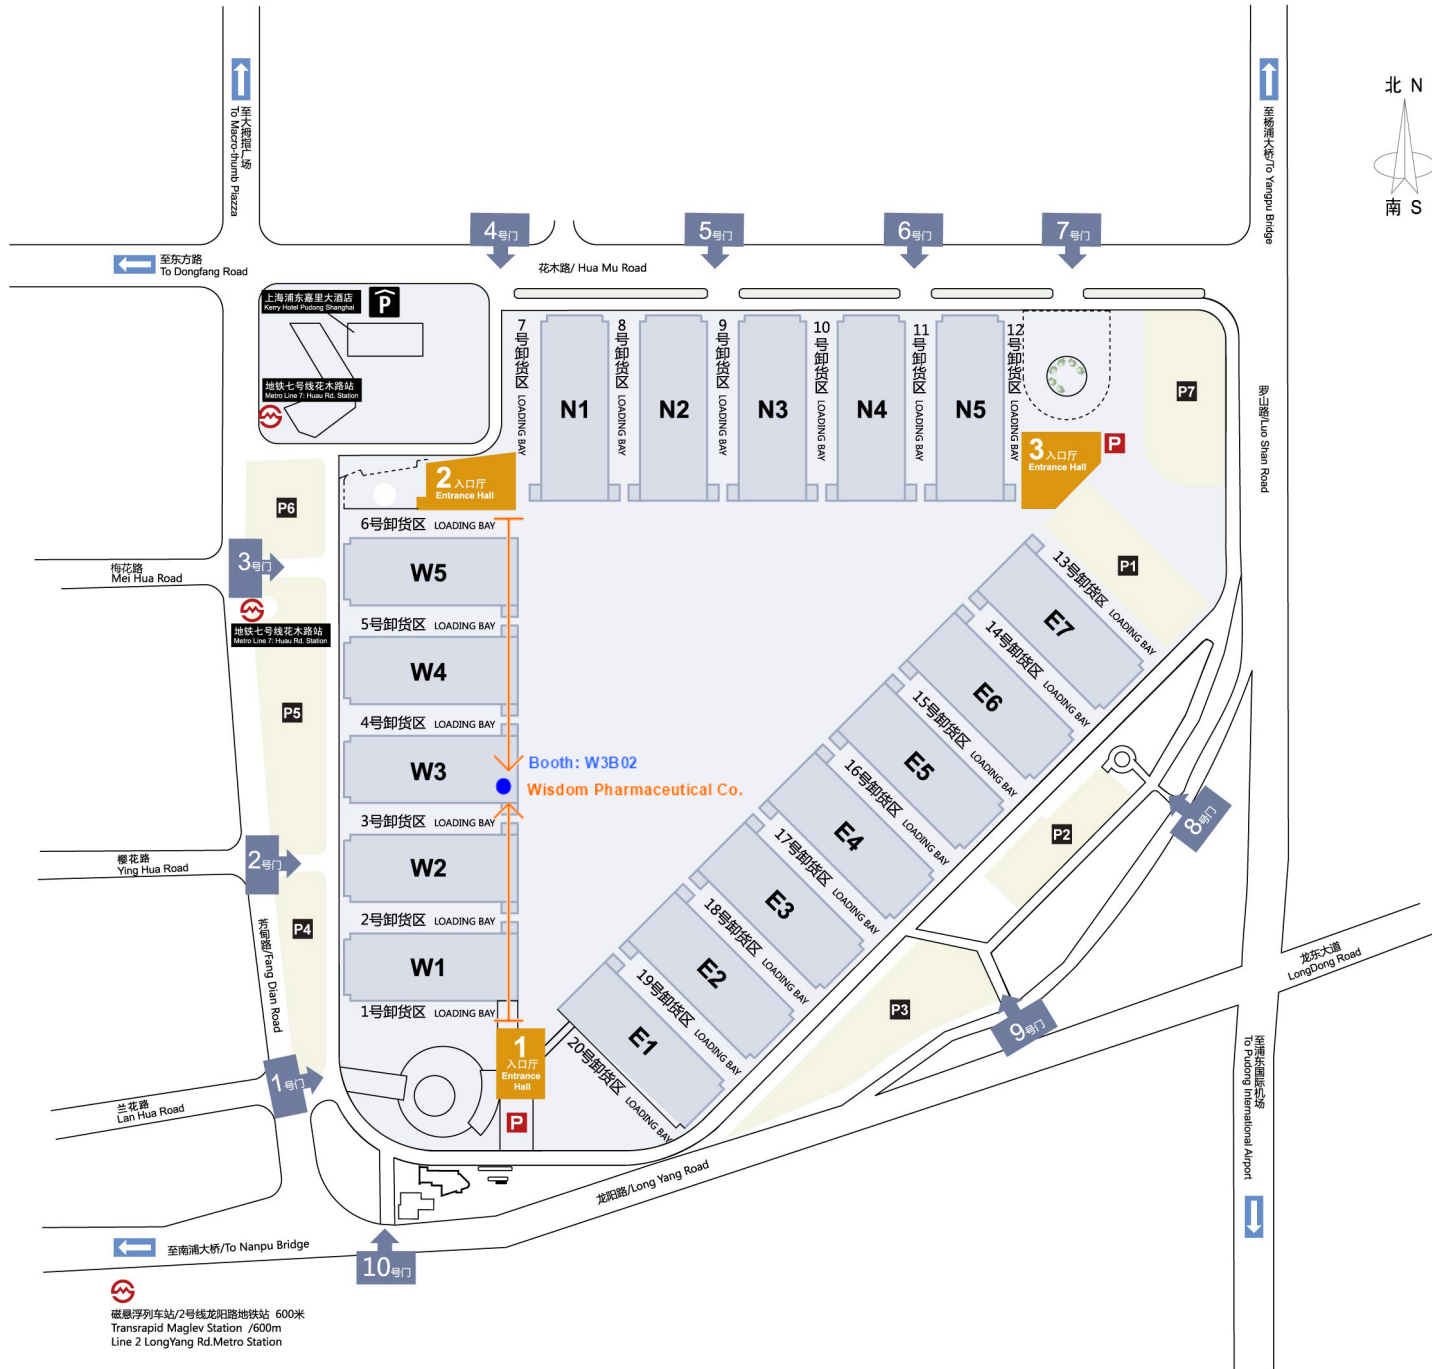 至大拇指广场
To Macro-thumb Piazza
至杨浦大桥/To Yangpu Bridge
北 N
南 S
4号门
5号门
6号门
7号门
至东方路
To Dongfang Road
花木路/ Hua Mu Road
上海浦东嘉里大酒店
Kerry Hotel Pudong Shanghai
P
地铁七号线花木路站
Metro Line 7: Huau Rd. Station
7号卸货区 LOADING BAY
N1
8号卸货区 LOADING BAY
N2
9号卸货区 LOADING BAY
N3
10号卸货区 LOADING BAY
N4
11号卸货区 LOADING BAY
N5
12号卸货区 LOADING BAY
P7
罗山路/Luo Shan Road
2 入口厅
Entrance Hall
3 入口厅
Entrance Hall
P
P6
6号卸货区 LOADING BAY
3号门
梅花路
Mei Hua Road
W5
P1
13号卸货区 LOADING BAY
E7
地铁七号线花木路站
Metro Line 7: Huau Rd. Station
5号卸货区 LOADING BAY
14号卸货区 LOADING BAY
W4
E6
P5
4号卸货区 LOADING BAY
15号卸货区 LOADING BAY
W3
Booth: W3B02
Wisdom Pharmaceutical Co.
E5
16号卸货区 LOADING BAY
3号卸货区 LOADING BAY
E4
P2
8号门
2号门
樱花路
Ying Hua Road
W2
17号卸货区 LOADING BAY
E3
2号卸货区 LOADING BAY
18号卸货区 LOADING BAY
P4
芳甸路/Fang Dian Road
W1
E2
19号卸货区 LOADING BAY
龙东大道
LongDong Road
1号卸货区 LOADING BAY
P3
9号门
E1
20号卸货区 LOADING BAY
1
入口厅
Entrance
Hall
P
1号门
兰花路
Lan Hua Road
至浦东国际机场
To Pudong International Airport
龙阳路/Long Yang Road
至南浦大桥/To Nanpu Bridge
10号门
磁悬浮列车站/2号线龙阳路地铁站 600米
Transrapid Maglev Station /600m
Line 2 LongYang Rd.Metro Station